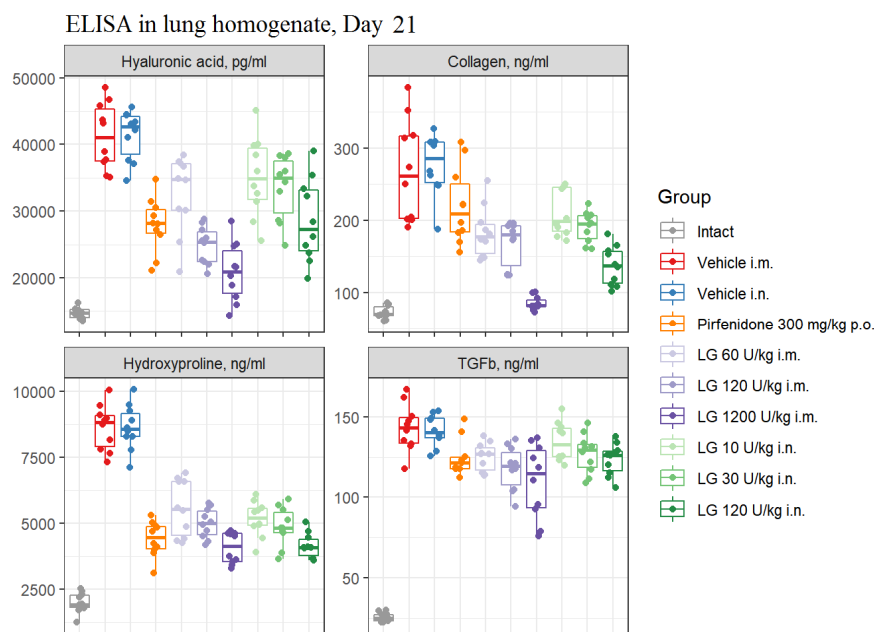 ELISA in lung homogenate, Day 21
Hyaluronic acid, pg/ml
50000
40000
30000
20000
Collagen, ng/ml
300
200
100
Hydroxyproline, ng/ml
10000
7500
5000
2500
TGFb, ng/ml
150
100
50
Group
Intact
Vehicle i.m.
Vehicle i.n.
Pirfenidone 300 mg/kg p.o.
LG 60 U/kg i.m.
LG 120 U/kg i.m.
LG 1200 U/kg i.m.
LG 10 U/kg i.n.
LG 30 U/kg i.n.
LG 120 U/kg i.n.